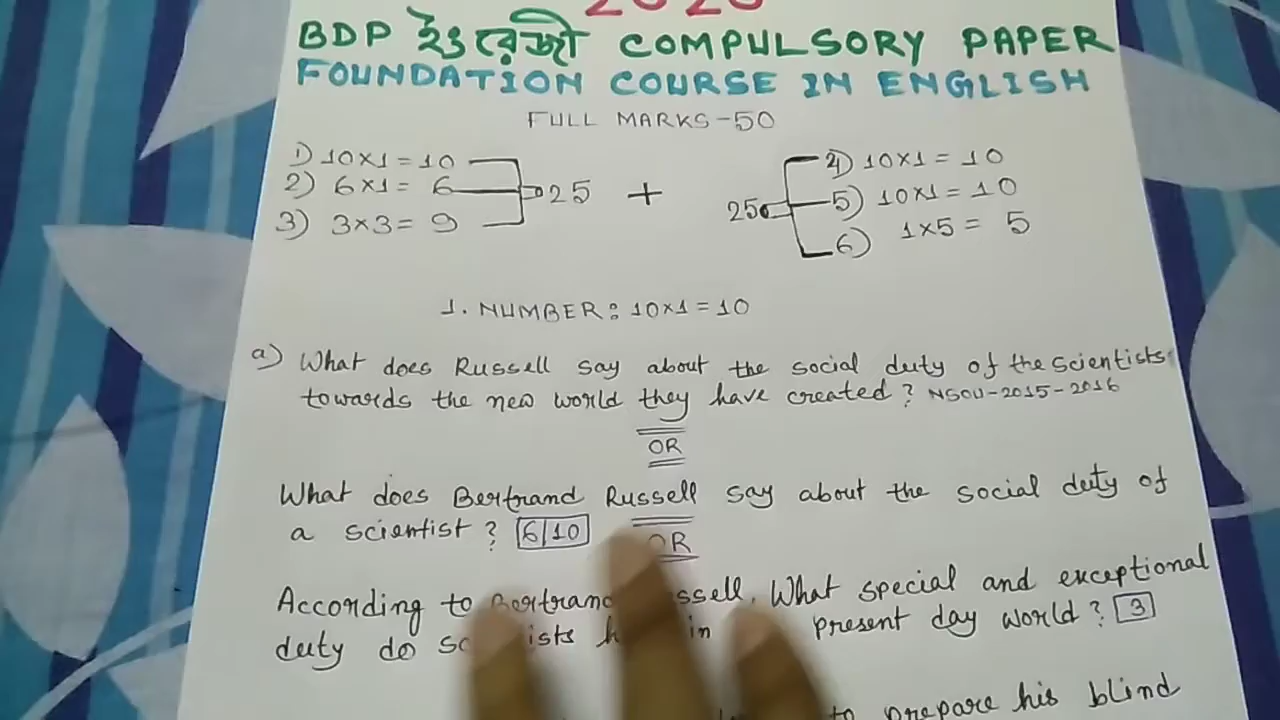 2020
BDP ইংরেজী COMPULSORY PAPER
FOUNDATION COURSE IN ENGLISH
FULL MARKS-50
1) 10×1=10
2) 6×1= 6
3) 3×3= 9
25 +
25
4) 10×1= 10
5) 10×1= 10
6) 1×5= 5
1. NUMBER: 10×1=10
a) What does Russell say about the social duty of the scientists
towards the new world they have created? NSOU-2015-2016
OR
What does Bertrand Russell say about the social duty of
a scientist? 6/10
OR
According to Bertrand Russell, What special and exceptional
duty do in present day world? 3
to prepare his blind